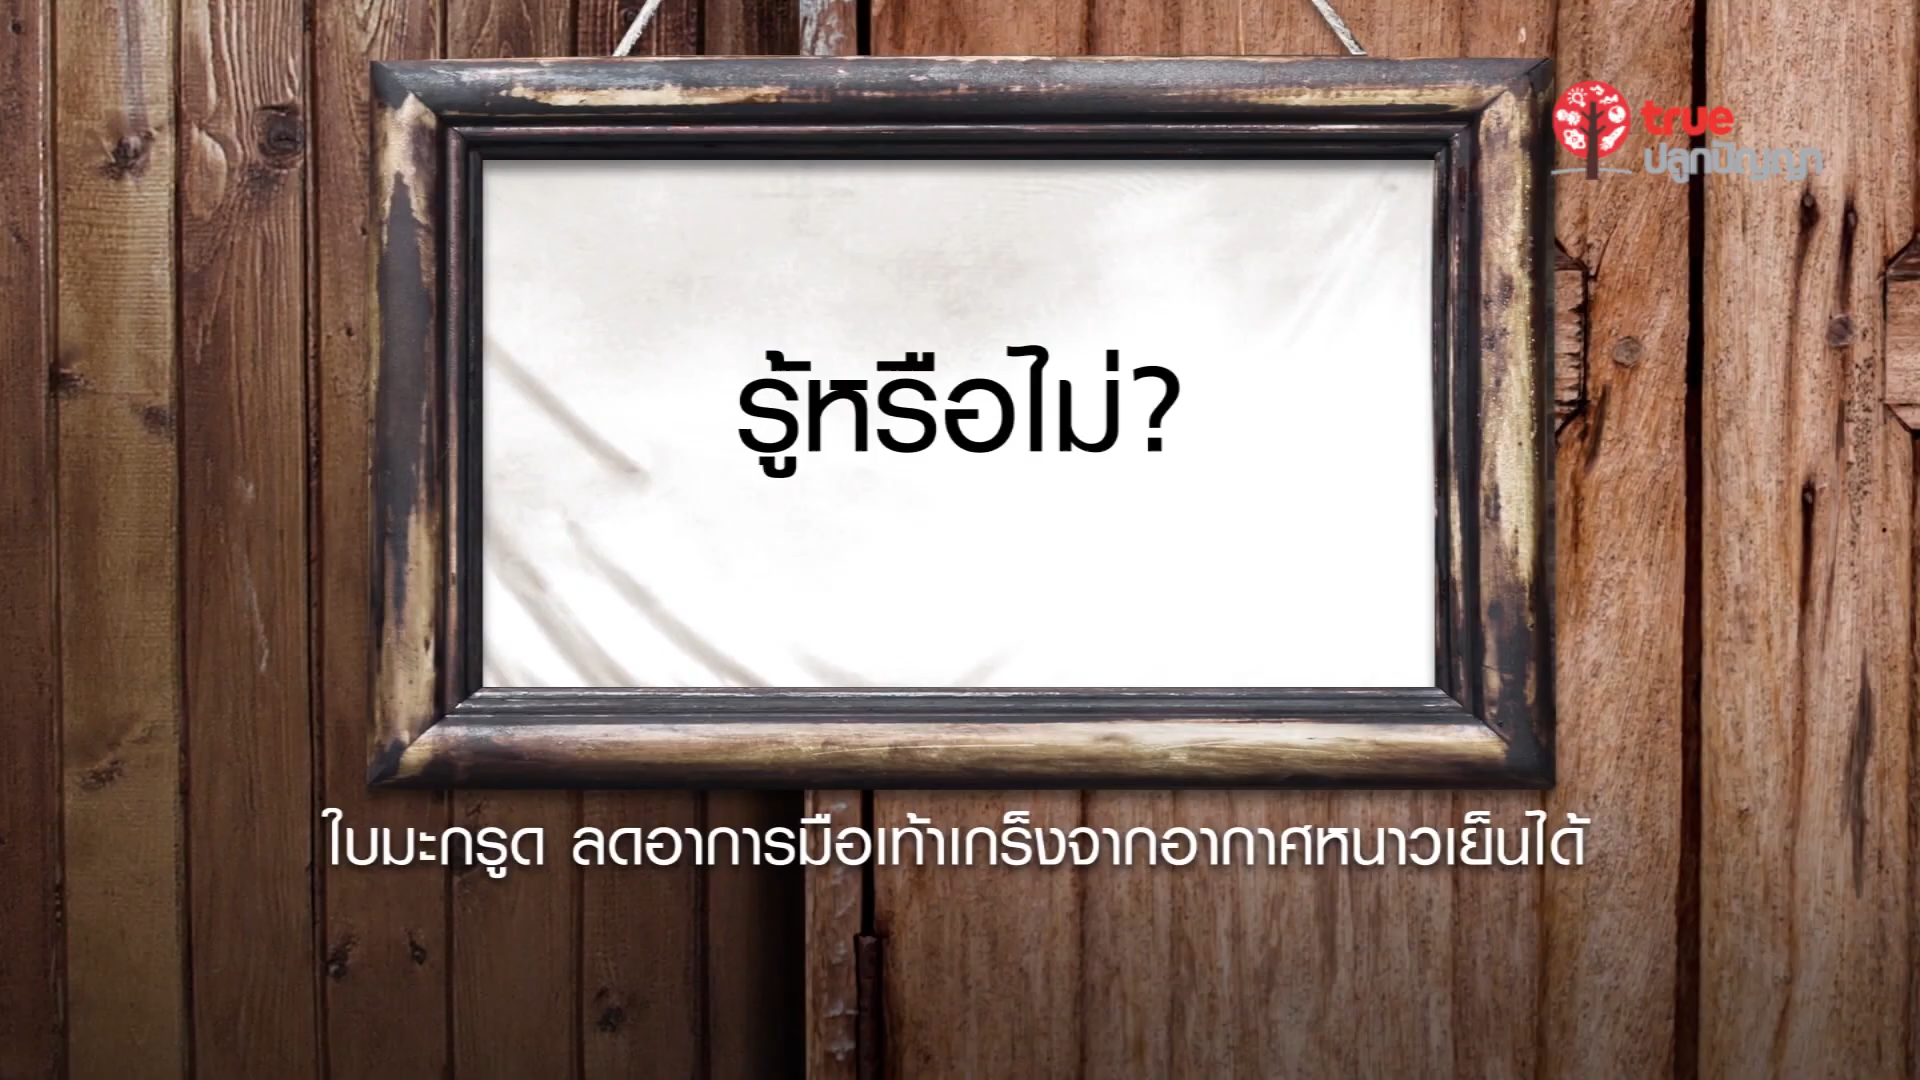 true
ปลูกปัญญา
รู้หรือไม่?
ใบมะกรูด ลดอาการมือเท้าเกร็งจากอากาศหนาวเย็นได้